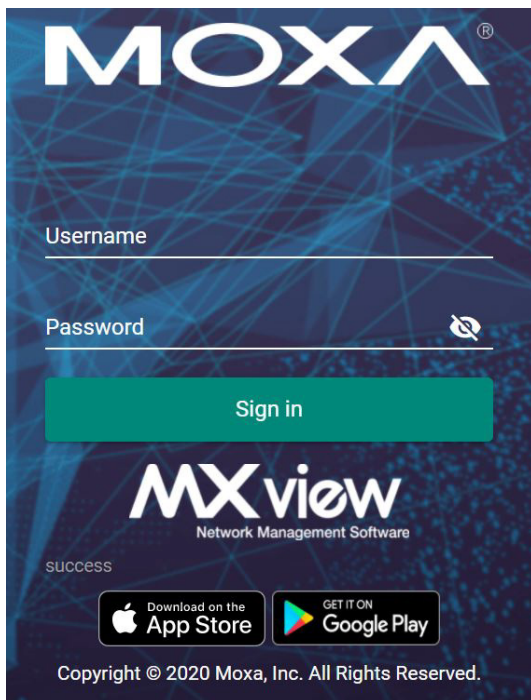 MOXA®
Username
Password
Sign in
MXview
Network Management Software
success
Download on the
App Store
GET IT ON
Google Play
Copyright © 2020 Moxa, Inc. All Rights Reserved.